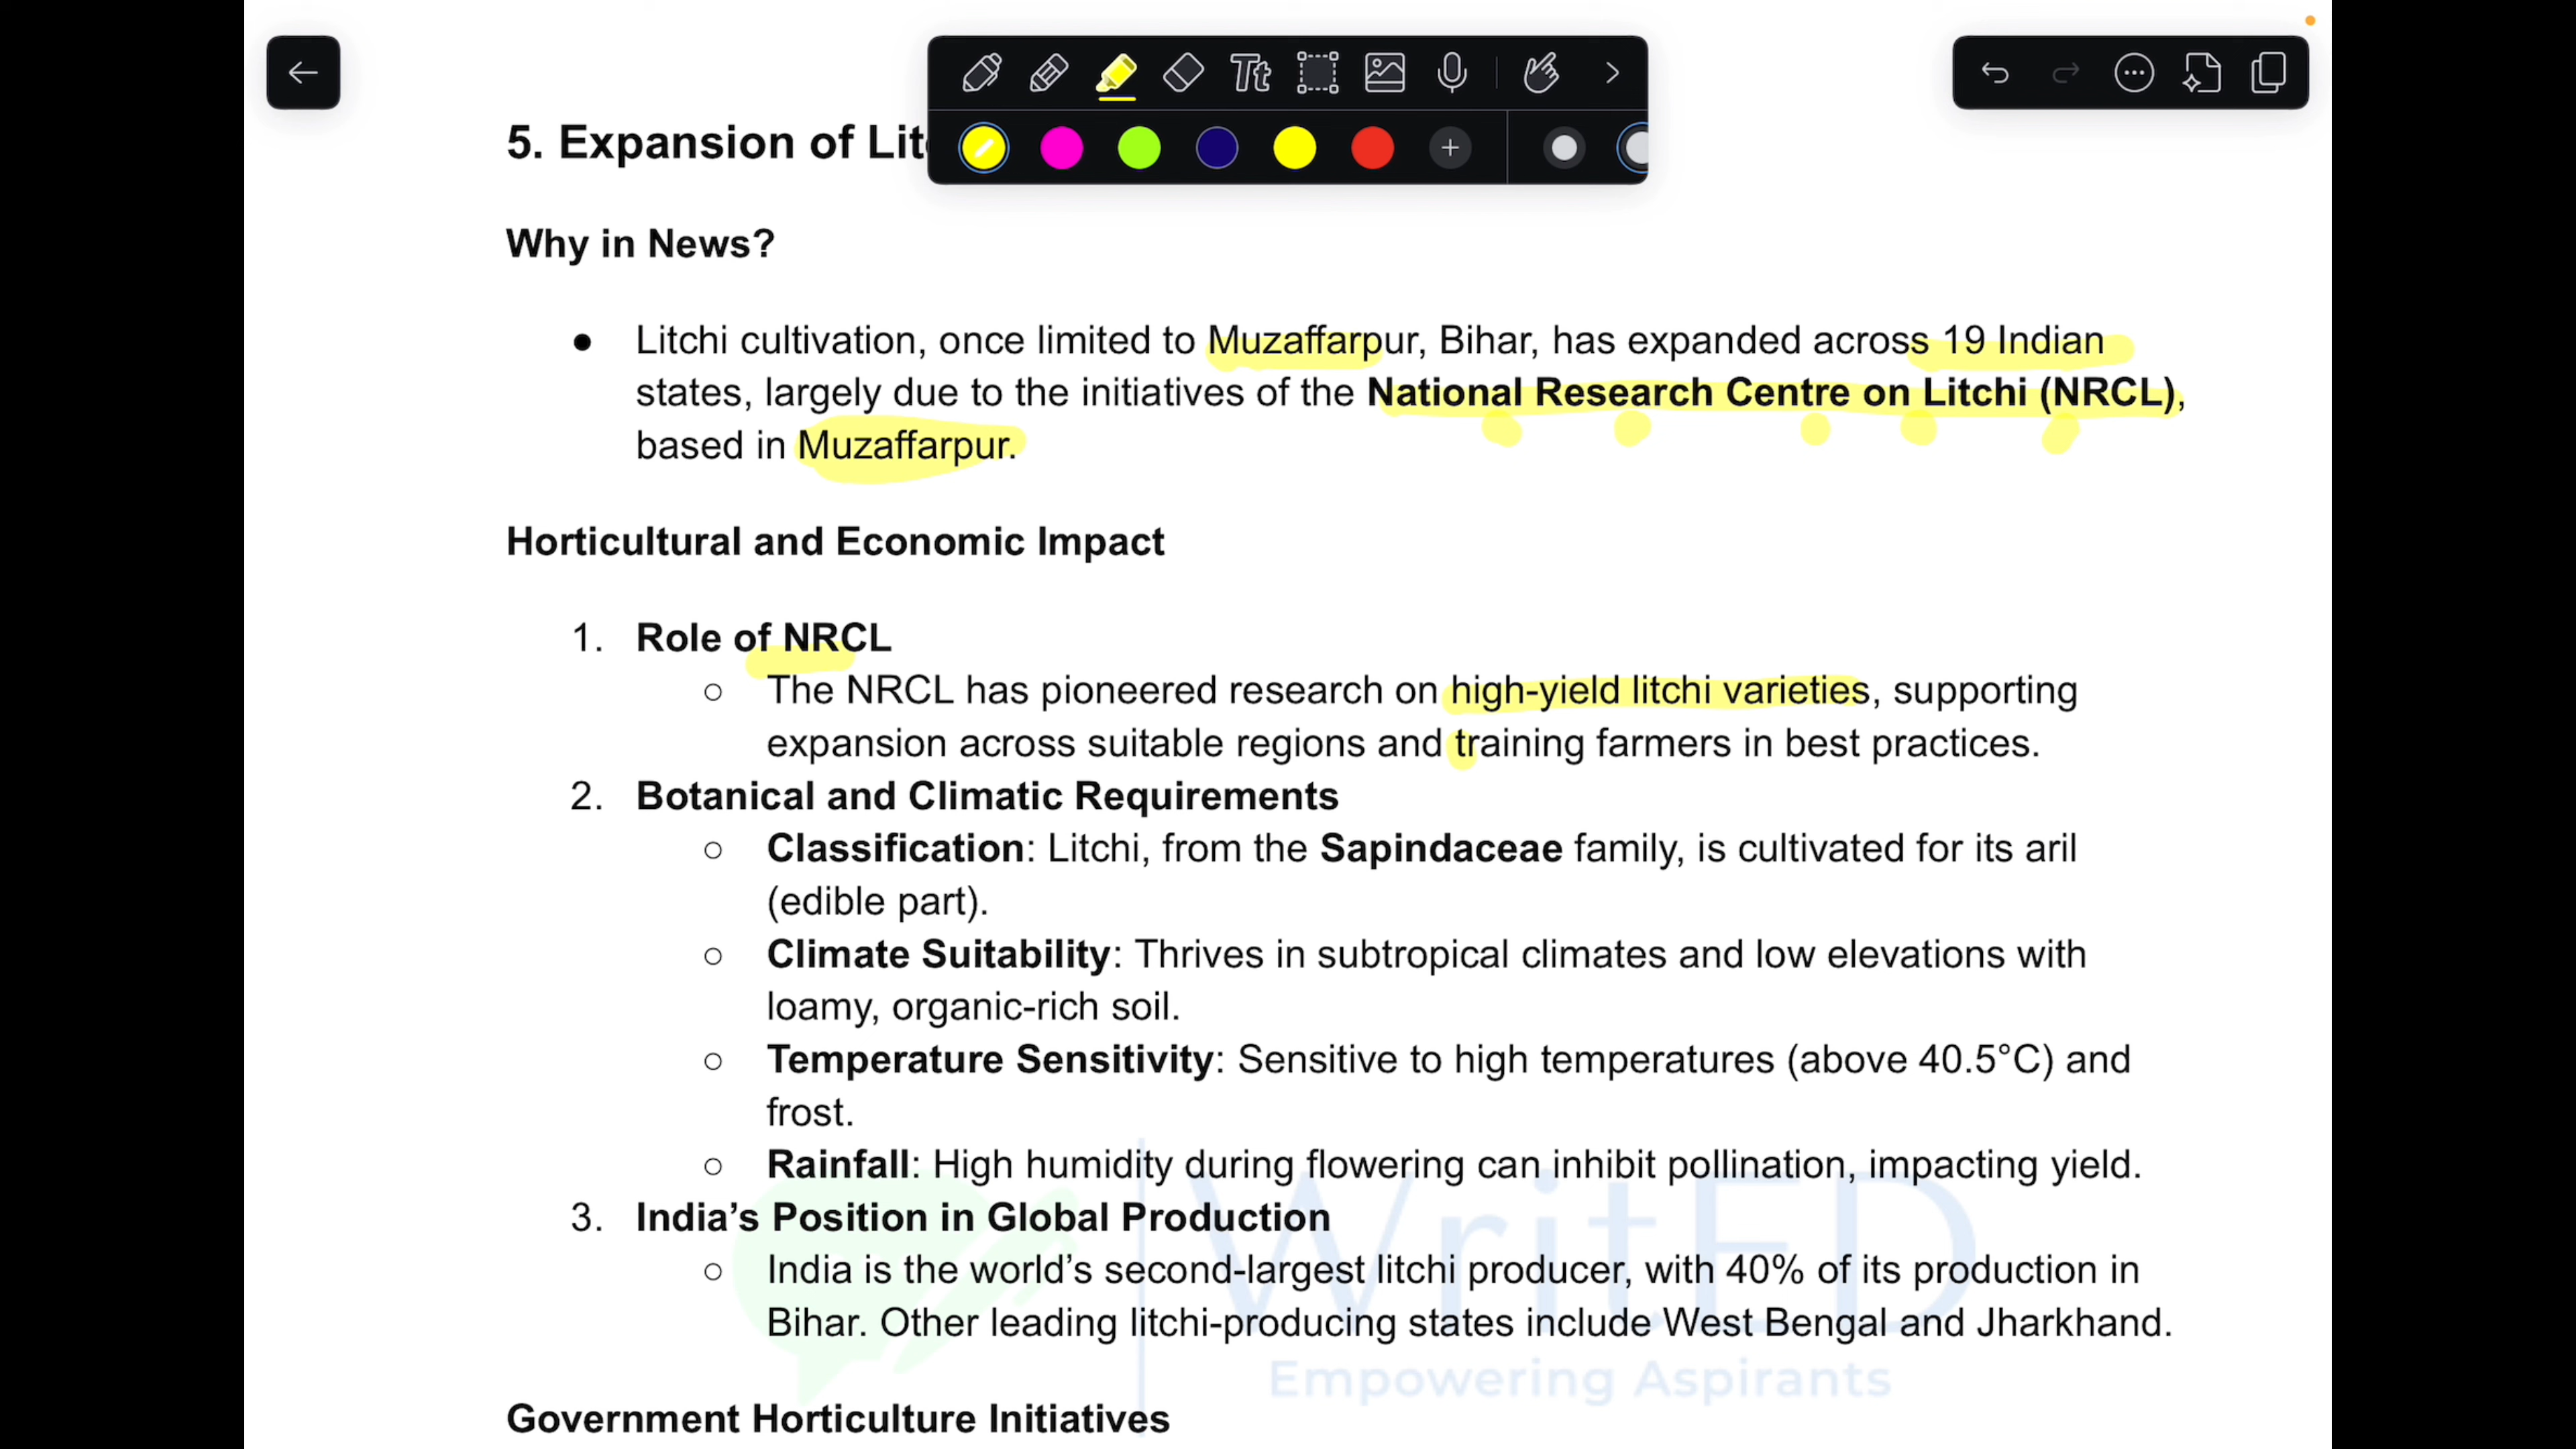 5. Expansion of Lit
Why in News?
● Litchi cultivation, once limited to Muzaffarpur, Bihar, has expanded across 19 Indian
states, largely due to the initiatives of the National Research Centre on Litchi (NRCL),
based in Muzaffarpur.
Horticultural and Economic Impact
1. Role of NRCL
○ The NRCL has pioneered research on high-yield litchi varieties, supporting
expansion across suitable regions and training farmers in best practices.
2. Botanical and Climatic Requirements
○ Classification: Litchi, from the Sapindaceae family, is cultivated for its aril
(edible part).
○ Climate Suitability: Thrives in subtropical climates and low elevations with
loamy, organic-rich soil.
○ Temperature Sensitivity: Sensitive to high temperatures (above 40.5°C) and
frost.
○ Rainfall: High humidity during flowering can inhibit pollination, impacting yield.
3. India’s Position in Global Production
○ India is the world’s second-largest litchi producer, with 40% of its production in
Bihar. Other leading litchi-producing states include West Bengal and Jharkhand.
Government Horticulture Initiatives
Tt
WritED
Empowering Aspirants